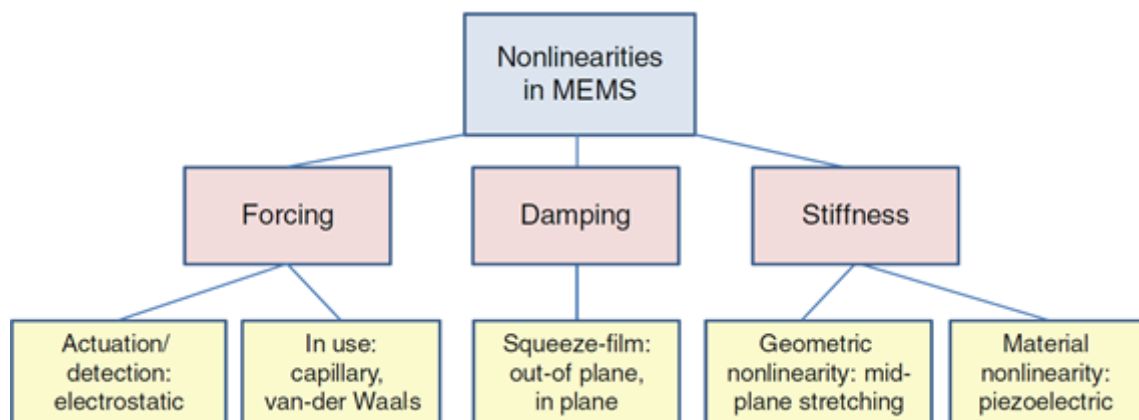 Nonlinearities
in MEMS
Forcing
Damping
Stiffness
Actuation/
detection:
electrostatic
In use:
capillary,
van-der Waals
Squeeze-film:
out-of plane,
in plane
Geometric
nonlinearity: mid-
plane stretching
Material
nonlinearity:
piezoelectric